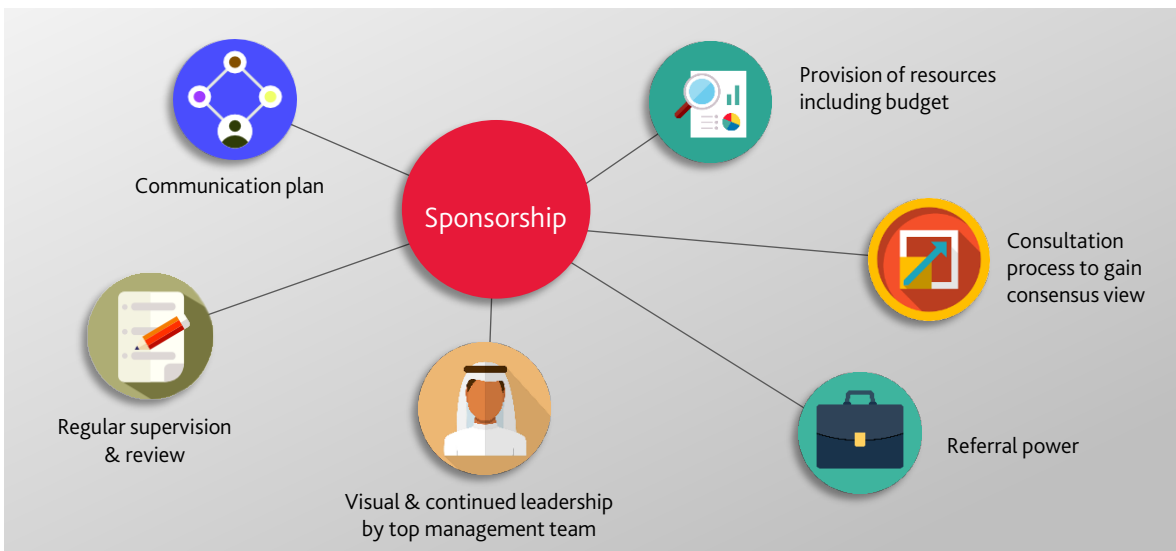 Provision of resources
including budget
Communication plan
Sponsorship
Consultation
process to gain
consensus view
Regular supervision
& review
Referral power
Visual & continued leadership
by top management team